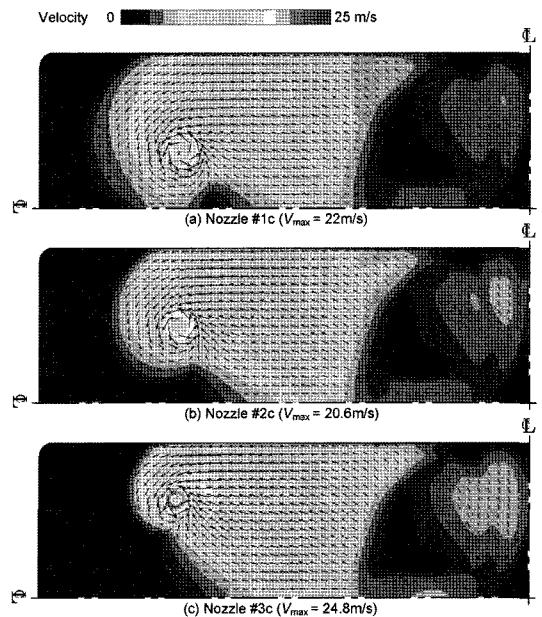 Velocity 0 25 m/s
℄
℄
(a) Nozzle #1c (Vmax = 22m/s)
℄
℄
(b) Nozzle #2c (Vmax = 20.6m/s)
℄
℄
(c) Nozzle #3c (Vmax = 24.8m/s)